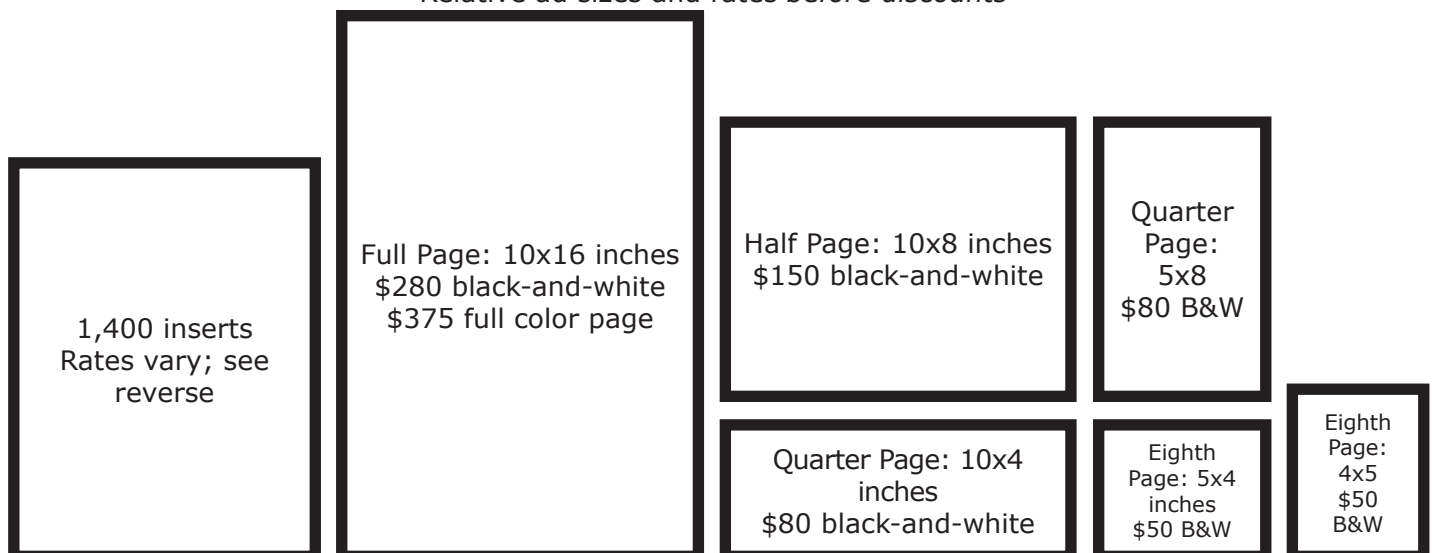 Relative ad sizes and rates before discounts
1,400 inserts
Rates vary; see
reverse
Full Page: 10x16 inches
$280 black-and-white
$375 full color page
Half Page: 10x8 inches
$150 black-and-white
Quarter
Page:
5x8
$80 B&W
Quarter Page: 10x4
inches
$80 black-and-white
Eighth
Page: 5x4
inches
$50 B&W
Eighth
Page:
4x5
$50
B&W